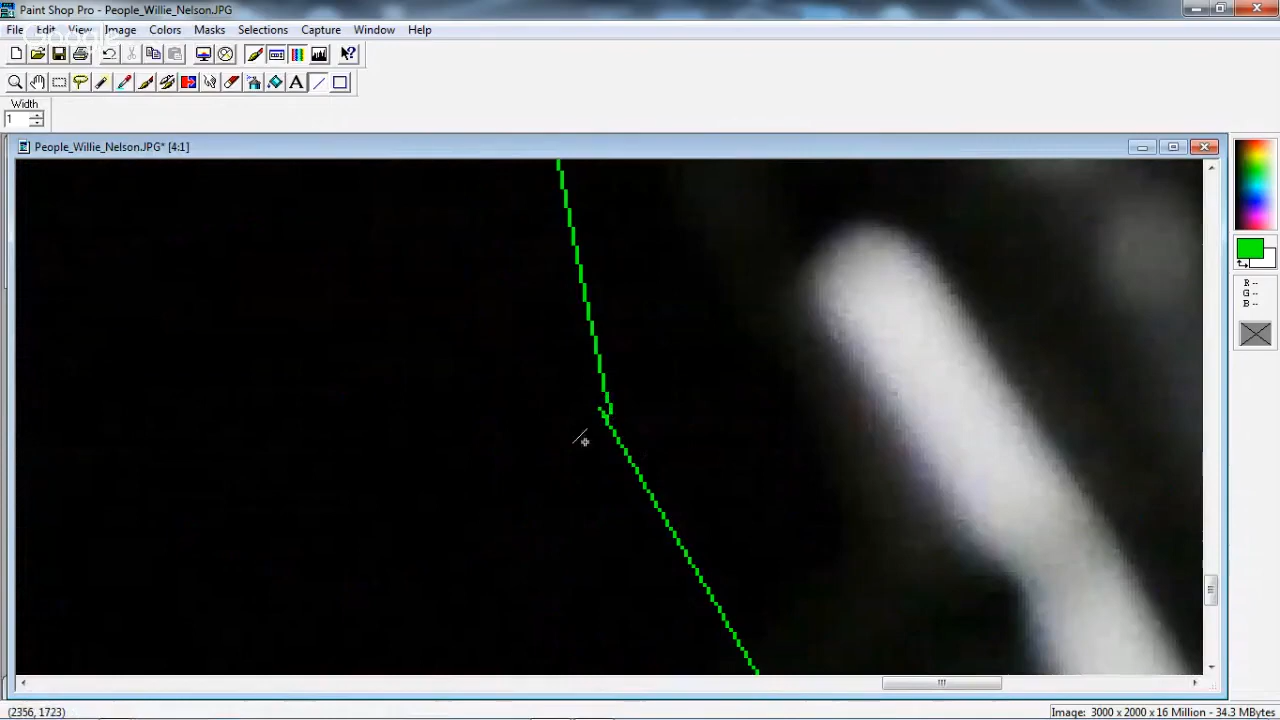 Paint Shop Pro - People_Willie_Nelson.JPG
File Edit View Image Colors Selections Masks Capture Window Help
Google
Width
1
People_Willie_Nelson.JPG* [4:1]
R --
G --
B --
(2356, 1723)
Image: 3000 x 2000 x 16 Million - 34.3 MBytes